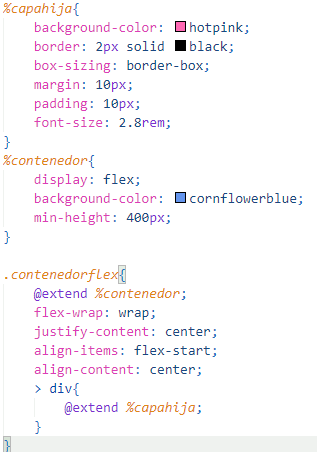 %capahija{
    background-color: hotpink;
    border: 2px solid black;
    box-sizing: border-box;
    margin: 10px;
    padding: 10px;
    font-size: 2.8rem;
}
%contenedor{
    display: flex;
    background-color: cornflowerblue;
    min-height: 400px;
}

.contenedorflex{
    @extend %contenedor;
    flex-wrap: wrap;
    justify-content: center;
    align-items: flex-start;
    align-content: center;
    > div{
        @extend %capahija;
    }
}